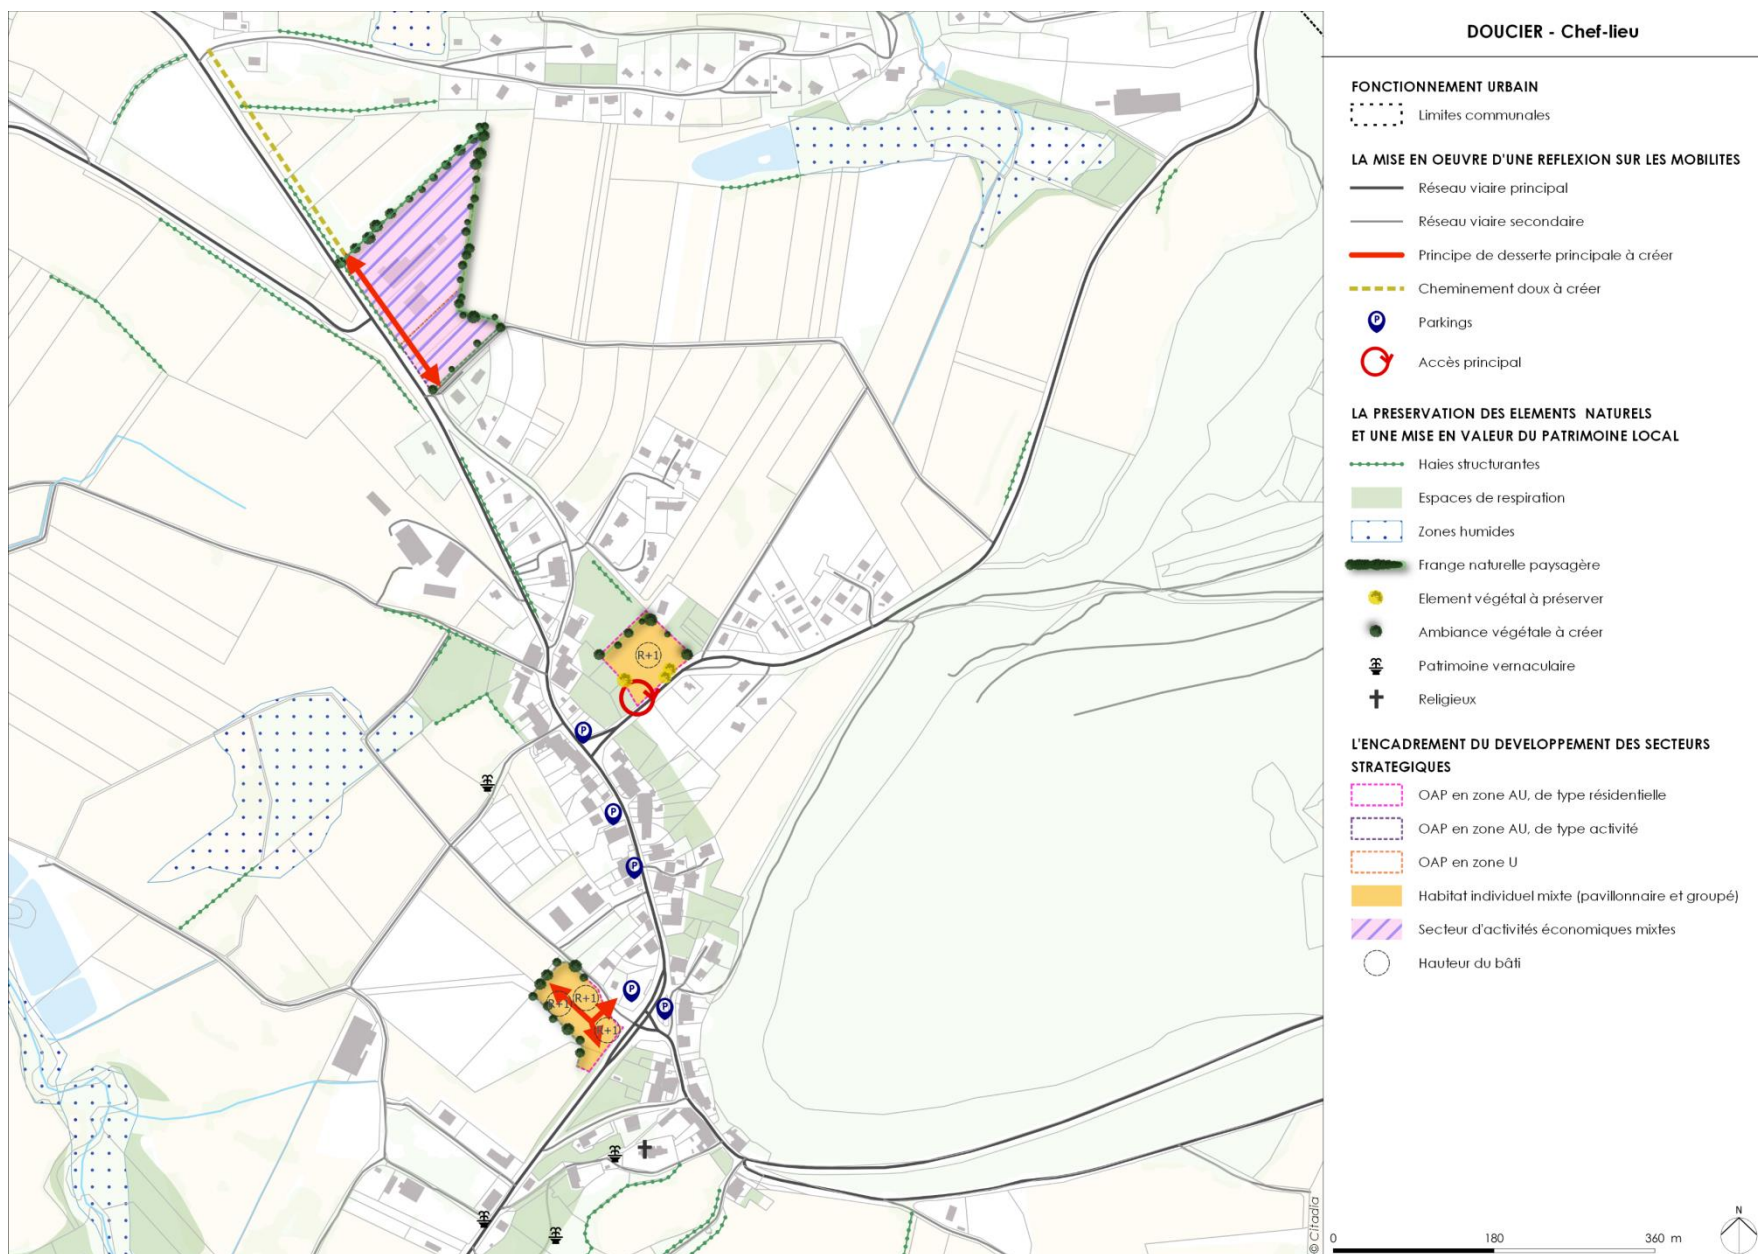 DOUCIER - Chef-lieu
FONCTIONNEMENT URBAIN
Limites communales
LA MISE EN OEUVRE D'UNE REFLEXION SUR LES MOBILITES
Réseau viaire principal
Réseau viaire secondaire
Principe de desserte principale à créer
Cheminement doux à créer
P
Parkings
Accès principal
LA PRESERVATION DES ELEMENTS NATURELS
ET UNE MISE EN VALEUR DU PATRIMOINE LOCAL
Haies structurantes
Espaces de respiration
Zones humides
Frange naturelle paysagère
Element végétal à préserver
Ambiance végétale à créer
Patrimoine vernaculaire
Religieux
L'ENCADREMENT DU DEVELOPPEMENT DES SECTEURS
STRATEGIQUES
OAP en zone AU, de type résidentielle
OAP en zone AU, de type activité
OAP en zone U
Habitat individuel mixte (pavillonnaire et groupé)
Secteur d'activités économiques mixtes
Hauteur du bâti
R+1
P
P
P
P
P
R+1
R+1
R+1
© Citadia
N
0 180 360 m